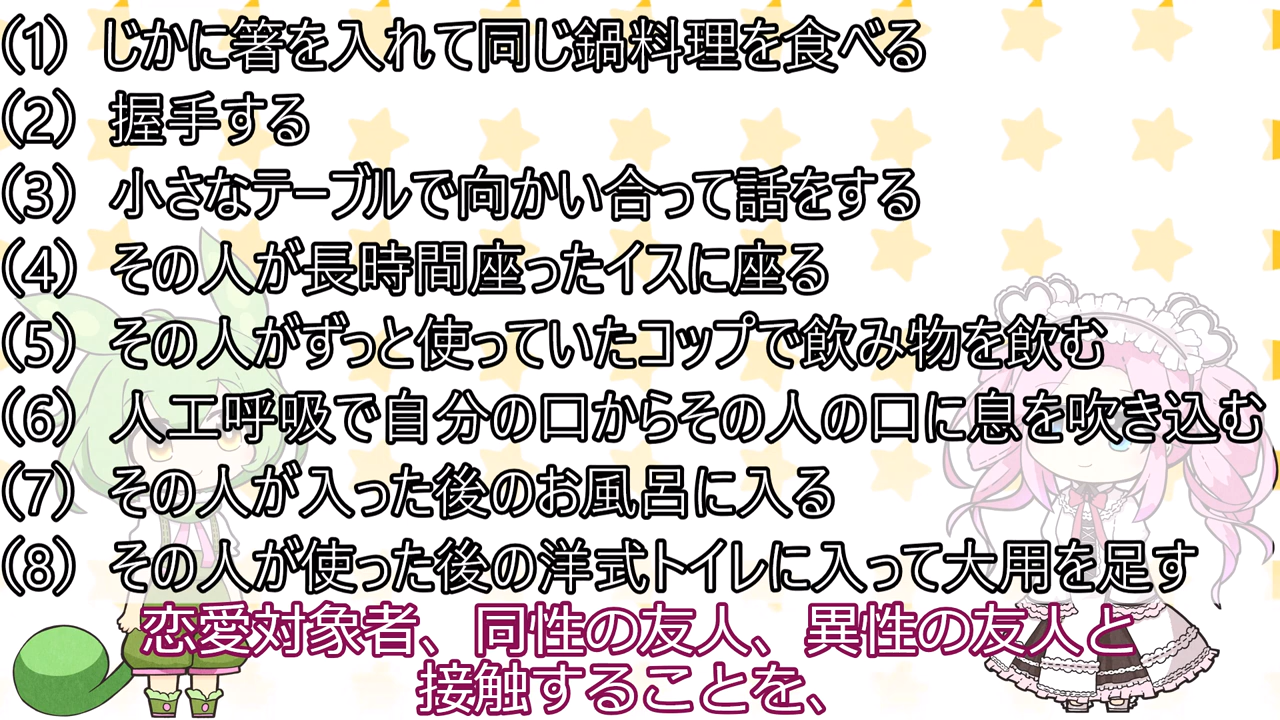 (1) じかに箸を入れて同じ鍋料理を食べる
(2) 握手する
(3) 小さなテーブルで向かい合って話をする
(4) その人が長時間座ったイスに座る
(5) その人がずっと使っていたコップで飲み物を飲む
(6) 人工呼吸で自分の口からその人の口に息を吹き込む
(7) その人が入った後のお風呂に入る
(8) その人が使った後の洋式トイレに入って大用を足す
恋愛対象者、同性の友人、異性の友人と
接触することを、